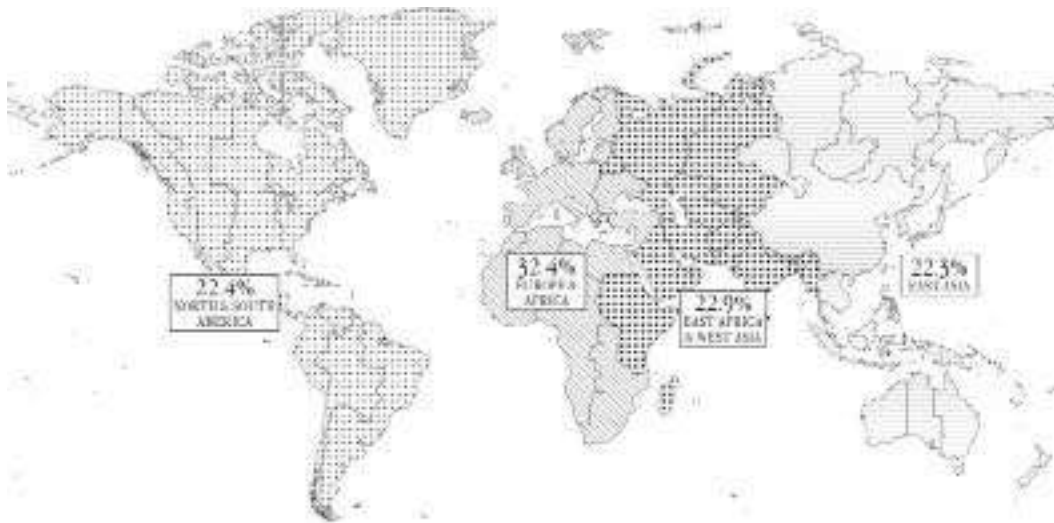 22.4%
NORTH & SOUTH
AMERICA
32.4%
EUROPE &
AFRICA
22.9%
EAST AFRICA
& WEST ASIA
22.3%
EAST ASIA